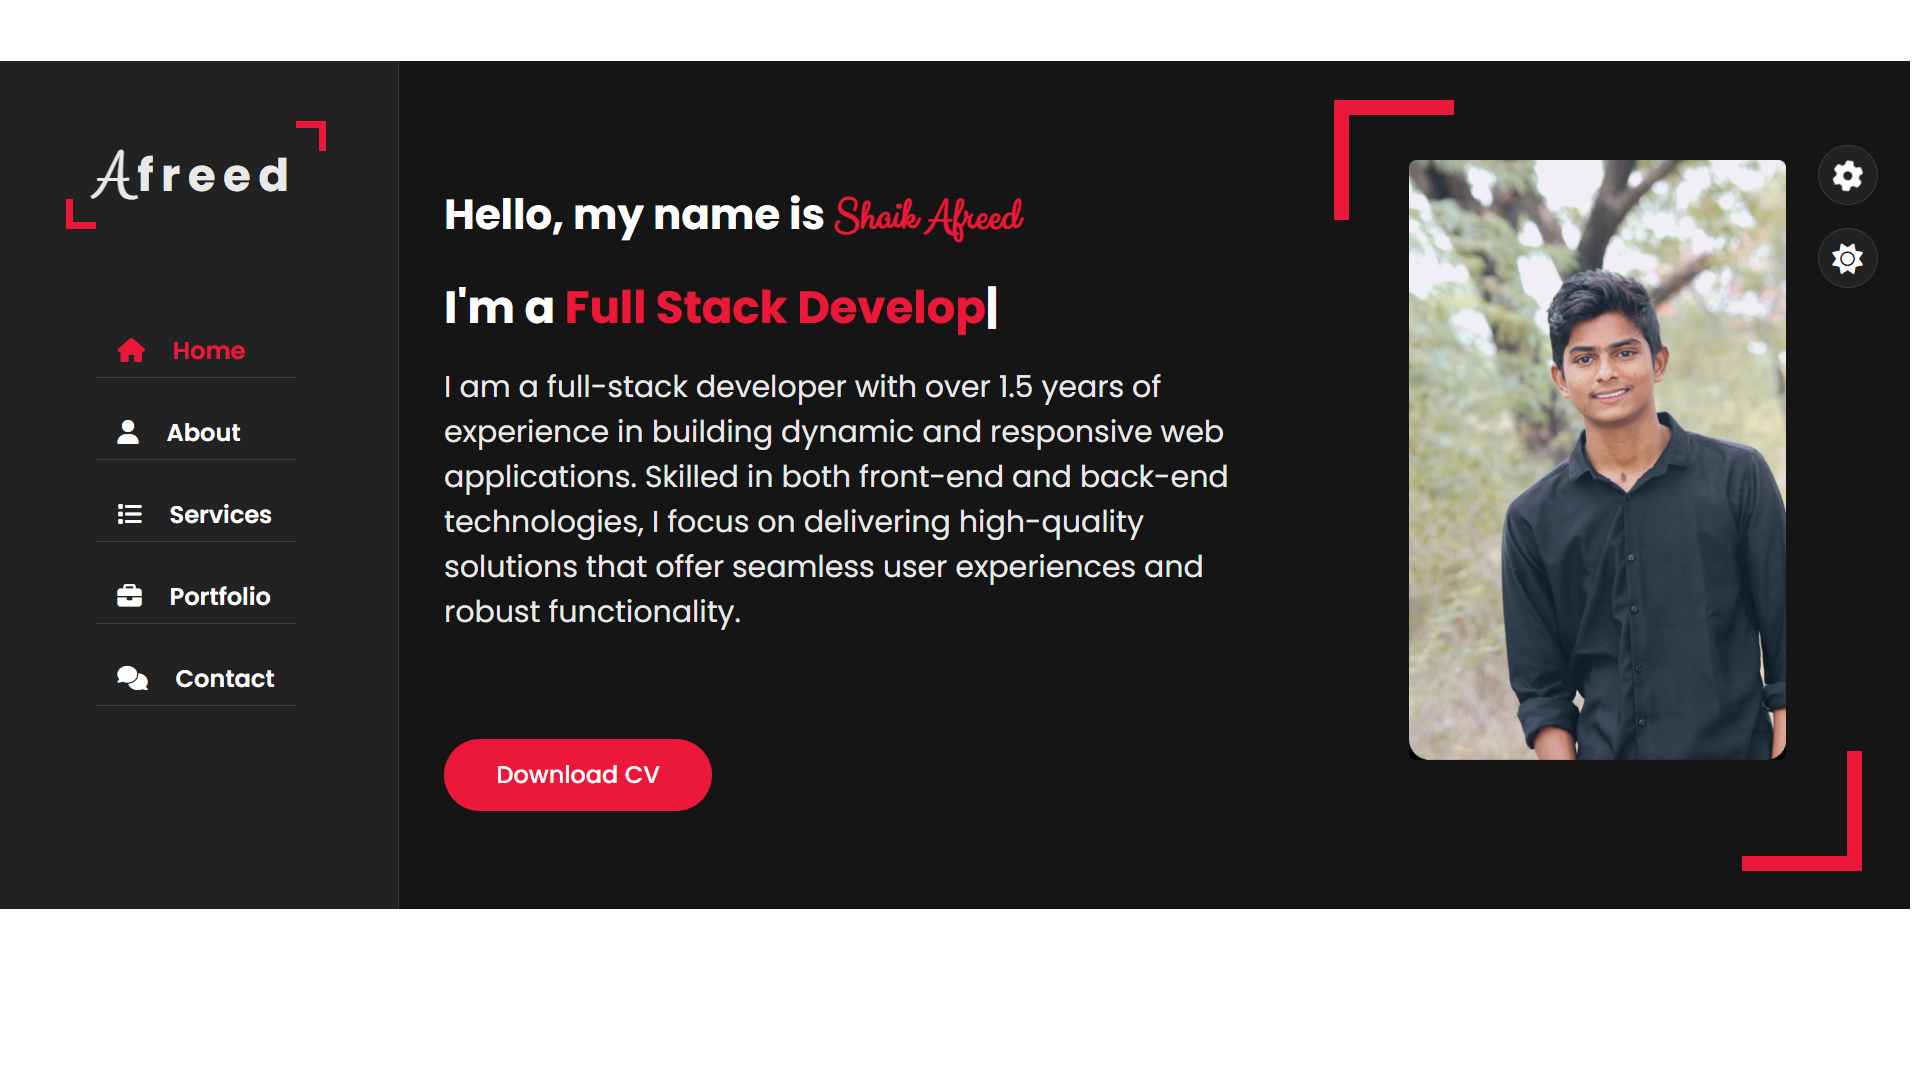 Afreed
Home
About
Services
Portfolio
Contact
Hello, my name is Shaik Afreed
I'm a Full Stack Develop|
I am a full-stack developer with over 1.5 years of
experience in building dynamic and responsive web
applications. Skilled in both front-end and back-end
technologies, I focus on delivering high-quality
solutions that offer seamless user experiences and
robust functionality.
Download CV